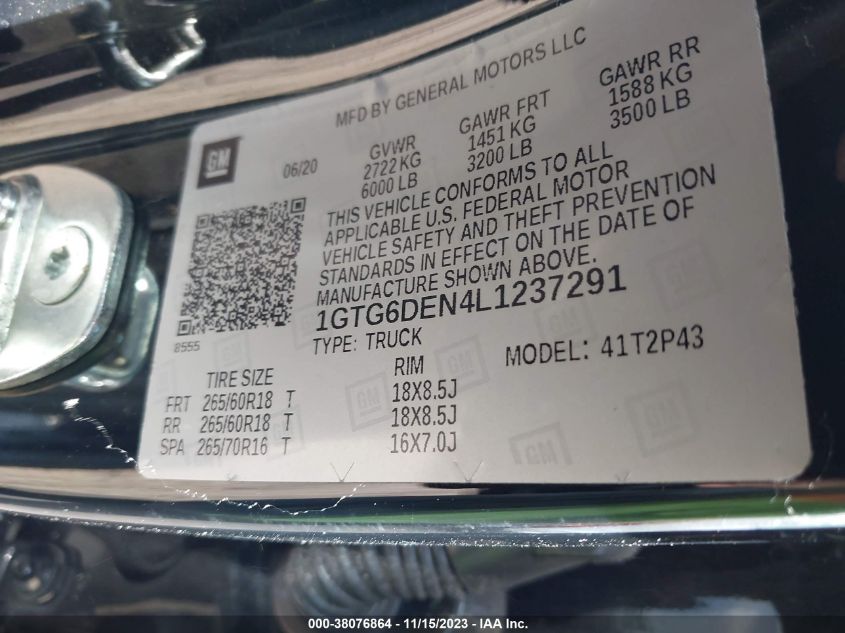 MFD BY GENERAL MOTORS LLC
GM
06/20
GVWR
2722 KG
6000 LB
GAWR FRT
1451 KG
3200 LB
GAWR RR
1588 KG
3500 LB
THIS VEHICLE CONFORMS TO ALL
APPLICABLE U.S. FEDERAL MOTOR
VEHICLE SAFETY AND THEFT PREVENTION
STANDARDS IN EFFECT ON THE DATE OF
MANUFACTURE SHOWN ABOVE.
1GTG6DEN4L1237291
8555
TYPE: TRUCK
MODEL: 41T2P43
TIRE SIZE RIM
FRT 265/60R18 T 18X8.5J
RR 265/60R18 T 18X8.5J
SPA 265/70R16 T 16X7.0J
000-38076864 - 11/15/2023 - IAA Inc.